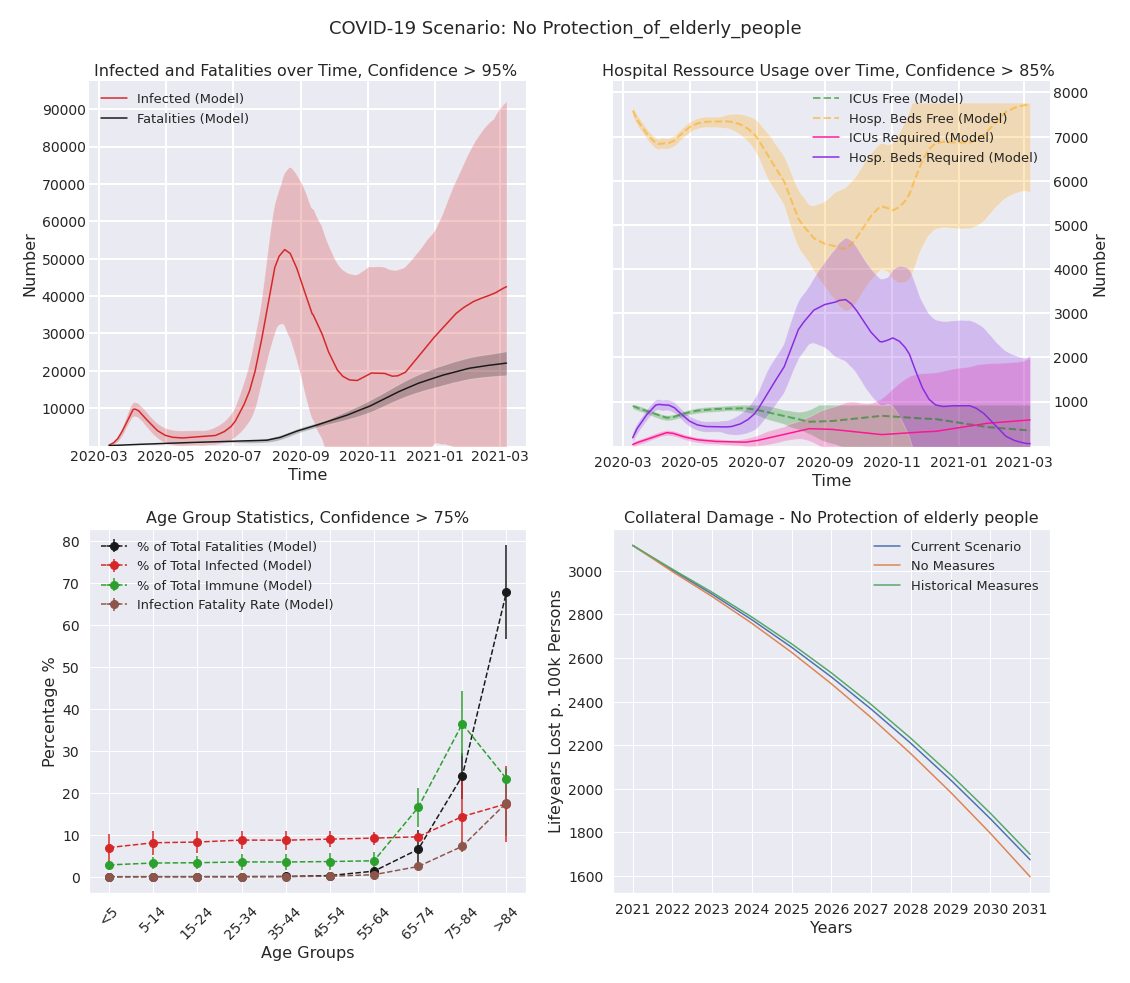 COVID-19 Scenario: No Protection_of_elderly_people
Infected and Fatalities over Time, Confidence > 95%
Infected (Model)
Fatalities (Model)
90000
80000
70000
60000
50000
40000
30000
20000
10000
Number
2020-03 2020-05 2020-07 2020-09 2020-11 2021-01 2021-03
Time
Hospital Ressource Usage over Time, Confidence > 85%
ICUs Free (Model)
Hosp. Beds Free (Model)
ICUs Required (Model)
Hosp. Beds Required (Model)
8000
7000
6000
5000
4000
3000
2000
1000
Number
2020-03 2020-05 2020-07 2020-09 2020-11 2021-01 2021-03
Time
Age Group Statistics, Confidence > 75%
% of Total Fatalities (Model)
% of Total Infected (Model)
% of Total Immune (Model)
Infection Fatality Rate (Model)
80
70
60
50
40
30
20
10
0
Percentage %
<5 5-14 15-24 25-34 35-44 45-54 55-64 65-74 75-84 >84
Age Groups
Collateral Damage - No Protection of elderly people
Current Scenario
No Measures
Historical Measures
3000
2800
2600
2400
2200
2000
1800
1600
Lifeyears Lost p. 100k Persons
2021 2022 2023 2024 2025 2026 2027 2028 2029 2030 2031
Years